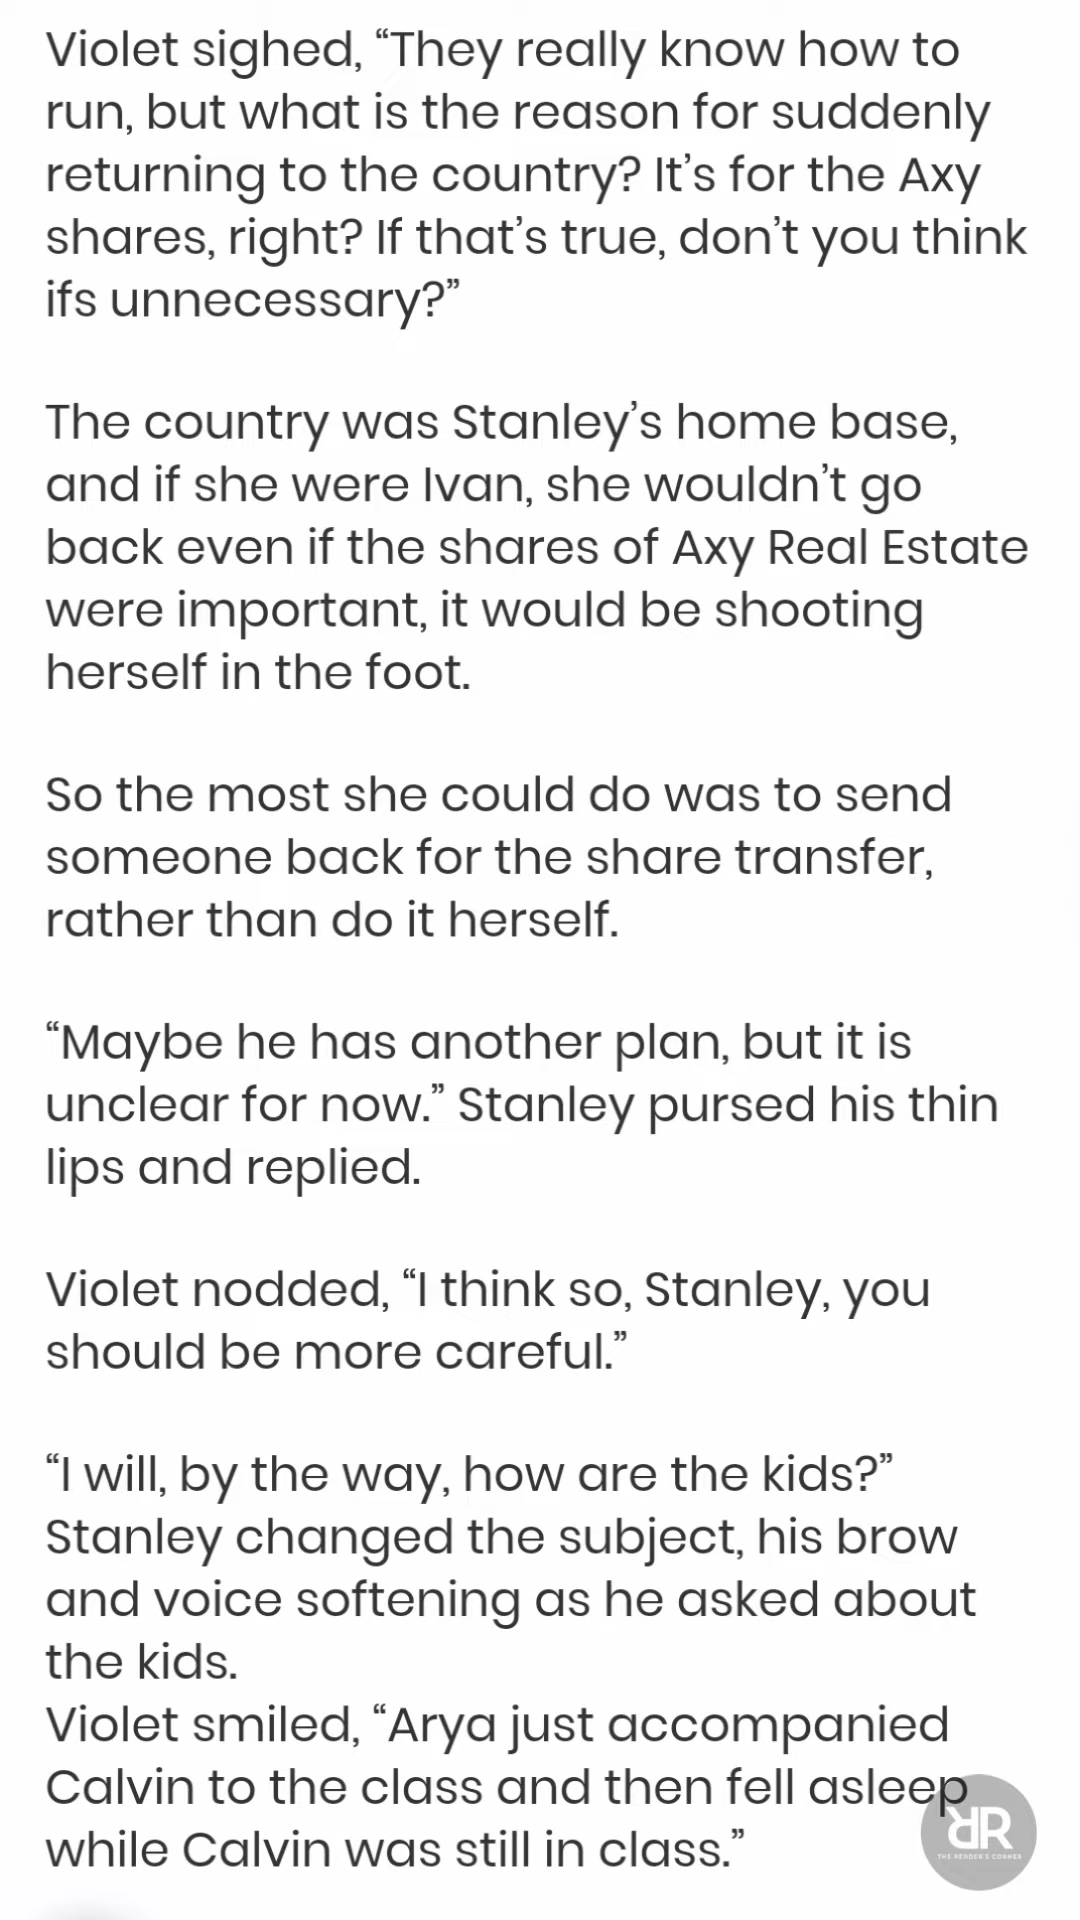 Violet sighed, “They really know how to
run, but what is the reason for suddenly
returning to the country? It’s for the Axy
shares, right? If that’s true, don’t you think
ifs unnecessary?”
The country was Stanley’s home base,
and if she were Ivan, she wouldn’t go
back even if the shares of Axy Real Estate
were important, it would be shooting
herself in the foot.
So the most she could do was to send
someone back for the share transfer,
rather than do it herself.
“Maybe he has another plan, but it is
unclear for now.” Stanley pursed his thin
lips and replied.
Violet nodded, “I think so, Stanley, you
should be more careful.”
“I will, by the way, how are the kids?”
Stanley changed the subject, his brow
and voice softening as he asked about
the kids.
Violet smiled, “Arya just accompanied
Calvin to the class and then fell asleep
while Calvin was still in class.”
RR
THE READER'S CORNER